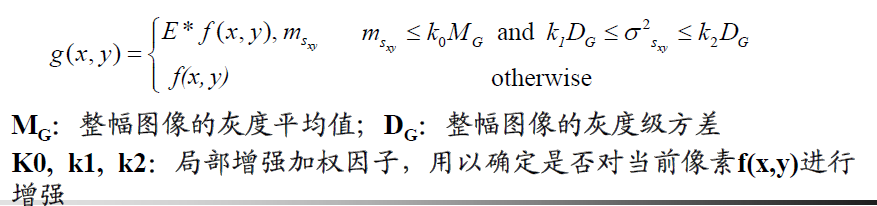 g(x, y) = { E* f(x, y), m_{s_{xy}}    m_{s_{xy}} ≤ k_0 M_G and k_1 D_G ≤ σ^2_{s_{xy}} ≤ k_2 D_G
f(x, y)    otherwise
M_G: 整幅图像的灰度平均值; D_G: 整幅图像的灰度级方差
K0, k1, k2: 局部增强加权因子，用以确定是否对当前像素f(x,y)进行
增强